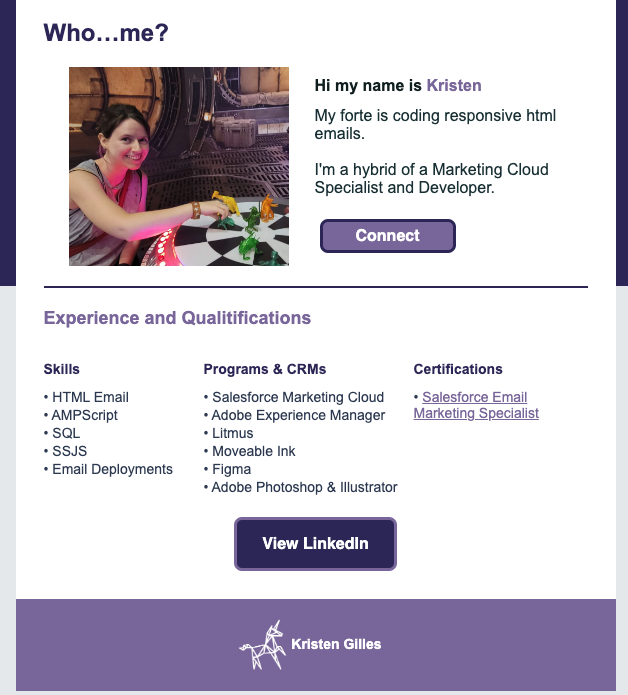 Who…me?
Hi my name is Kristen
My forte is coding responsive html
emails.
I'm a hybrid of a Marketing Cloud
Specialist and Developer.
Connect
Experience and Qualitifications
Skills
• HTML Email
• AMPScript
• SQL
• SSJS
• Email Deployments
Programs & CRMs
• Salesforce Marketing Cloud
• Adobe Experience Manager
• Litmus
• Moveable Ink
• Figma
• Adobe Photoshop & Illustrator
Certifications
• Salesforce Email
Marketing Specialist
View LinkedIn
Kristen Gilles